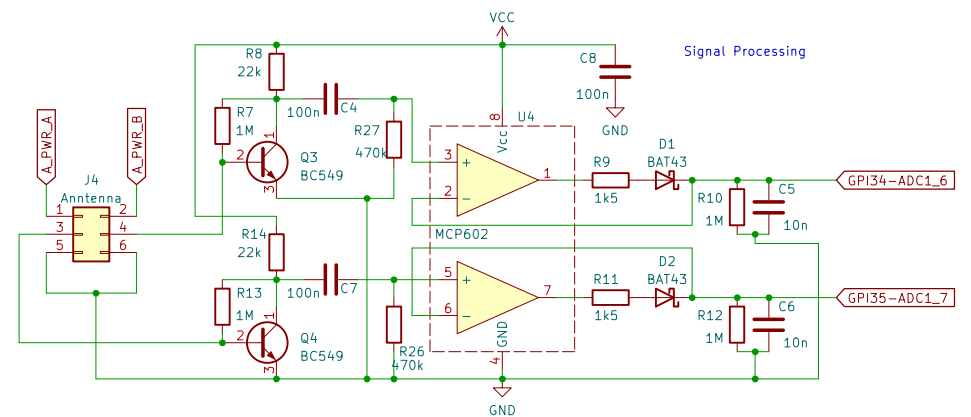 VCC
Signal Processing
R8
22k
C8
100n
GND
A_PWR_A
A_PWR_B
R7
1M
100n
C4
R27
470k
U4
8
Vcc
J4
Anntenna
1
2
3
4
5
6
2
1
3
Q3
BC549
3
+
2
−
1
R9
1k5
D1
BAT43
R10
1M
C5
10n
GPI34-ADC1_6
R14
22k
MCP602
R13
1M
100n
C7
2
1
3
Q4
BC549
R26
470k
5
+
6
−
7
GND
4
R11
1k5
D2
BAT43
R12
1M
C6
10n
GPI35-ADC1_7
GND